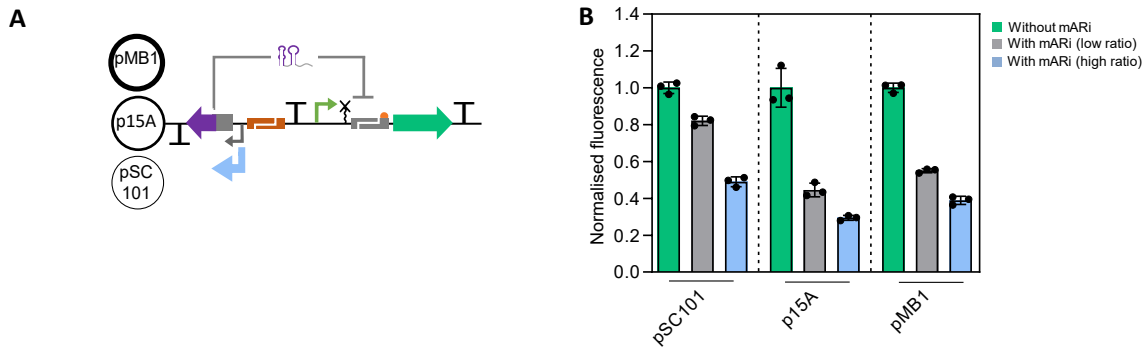 A
pMB1
p15A
pSC
101
B
Normalised fluorescence
1.4
1.2
1.0
0.8
0.6
0.4
0.2
0.0
pSC101
p15A
pMB1
Without mARi
With mARi (low ratio)
With mARi (high ratio)